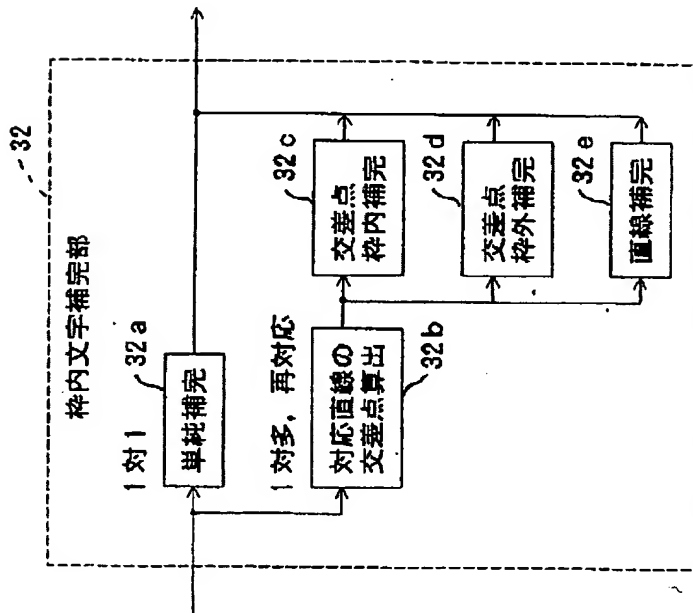 32
枠内文字補完部
1対1
32a
単純補完
1対多,再対応
対応直線の
交差点算出
32b
32c
交差点
枠内補完
32d
交差点
枠外補完
32e
直線補完